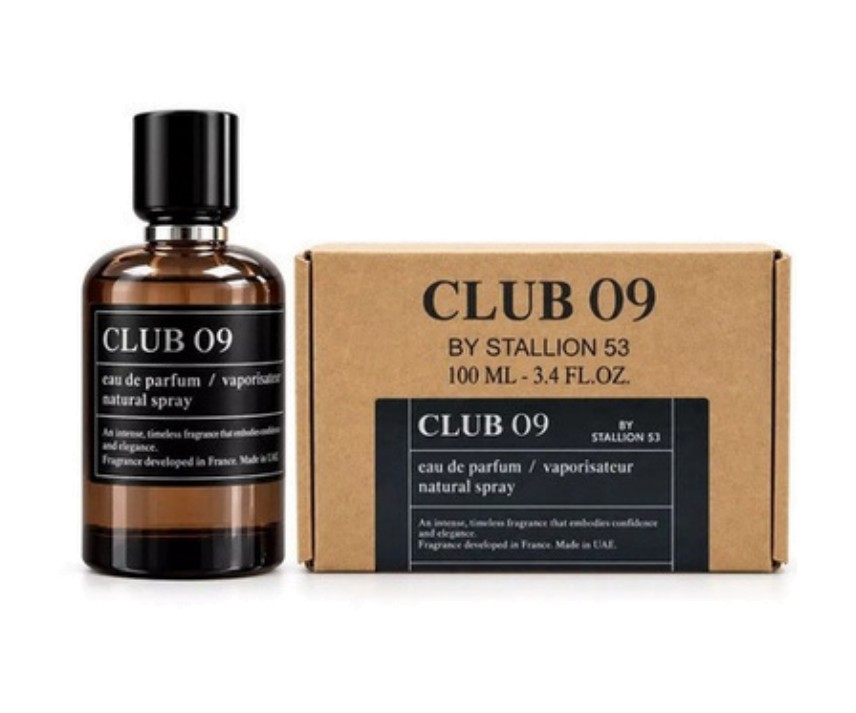 CLUB 09
eau de parfum / vaporisateur
natural spray
An intense, timeless fragrance that embodies confidence
and elegance.
Fragrance developed in France. Made in UAE.
CLUB 09
BY STALLION 53
100 ML - 3.4 FL.OZ.
CLUB 09
BY
STALLION 53
eau de parfum / vaporisateur
natural spray
An intense, timeless fragrance that embodies confidence
and elegance.
Fragrance developed in France. Made in UAE.